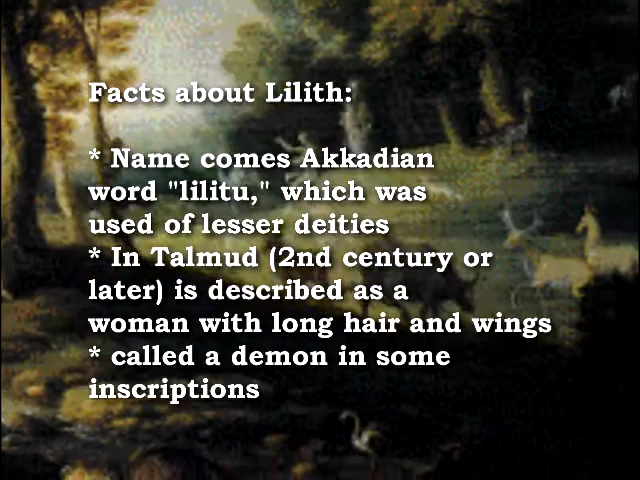 Facts about Lilith:
* Name comes Akkadian
word "lilitu," which was
used of lesser deities
* In Talmud (2nd century or
later) is described as a
woman with long hair and wings
* called a demon in some
inscriptions